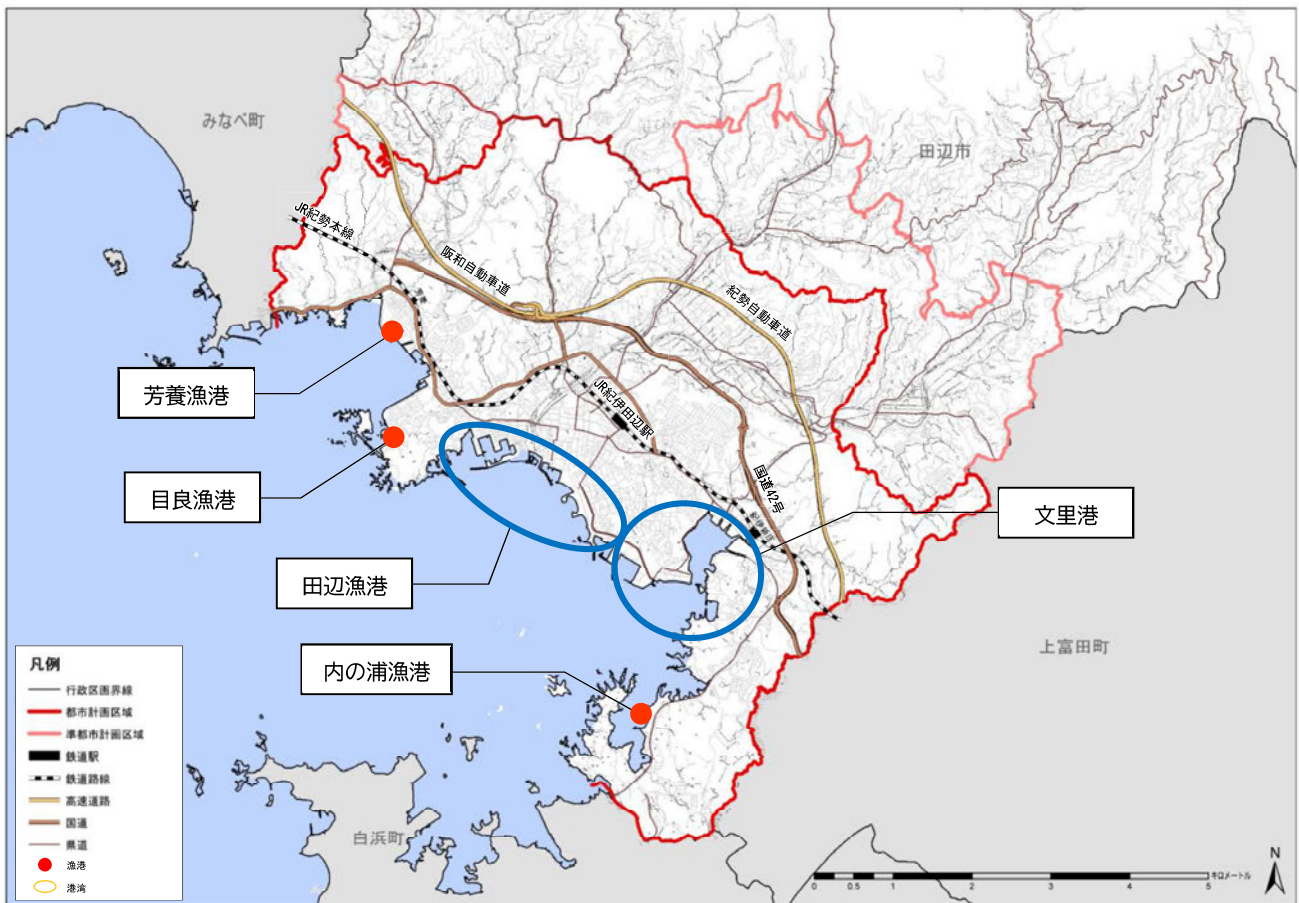 みなべ町
田辺市
JR紀勢本線
阪和自動車道
紀勢自動車道
芳養漁港
JR紀伊田辺駅
目良漁港
国道42号
文里港
田辺漁港
上富田町
内の浦漁港
凡例
行政区画界線
都市計画区域
準都市計画区域
鉄道駅
鉄道路線
高速道路
国道
県道
漁港
港湾
白浜町
N
0 0.5 1 2 3 4 5 キロメートル